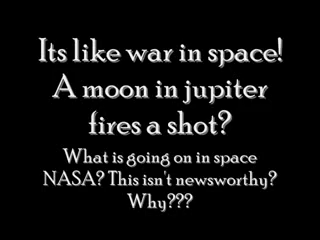 Its like war in space!
A moon in jupiter
fires a shot?
What is going on in space
NASA? This isn't newsworthy?
Why???